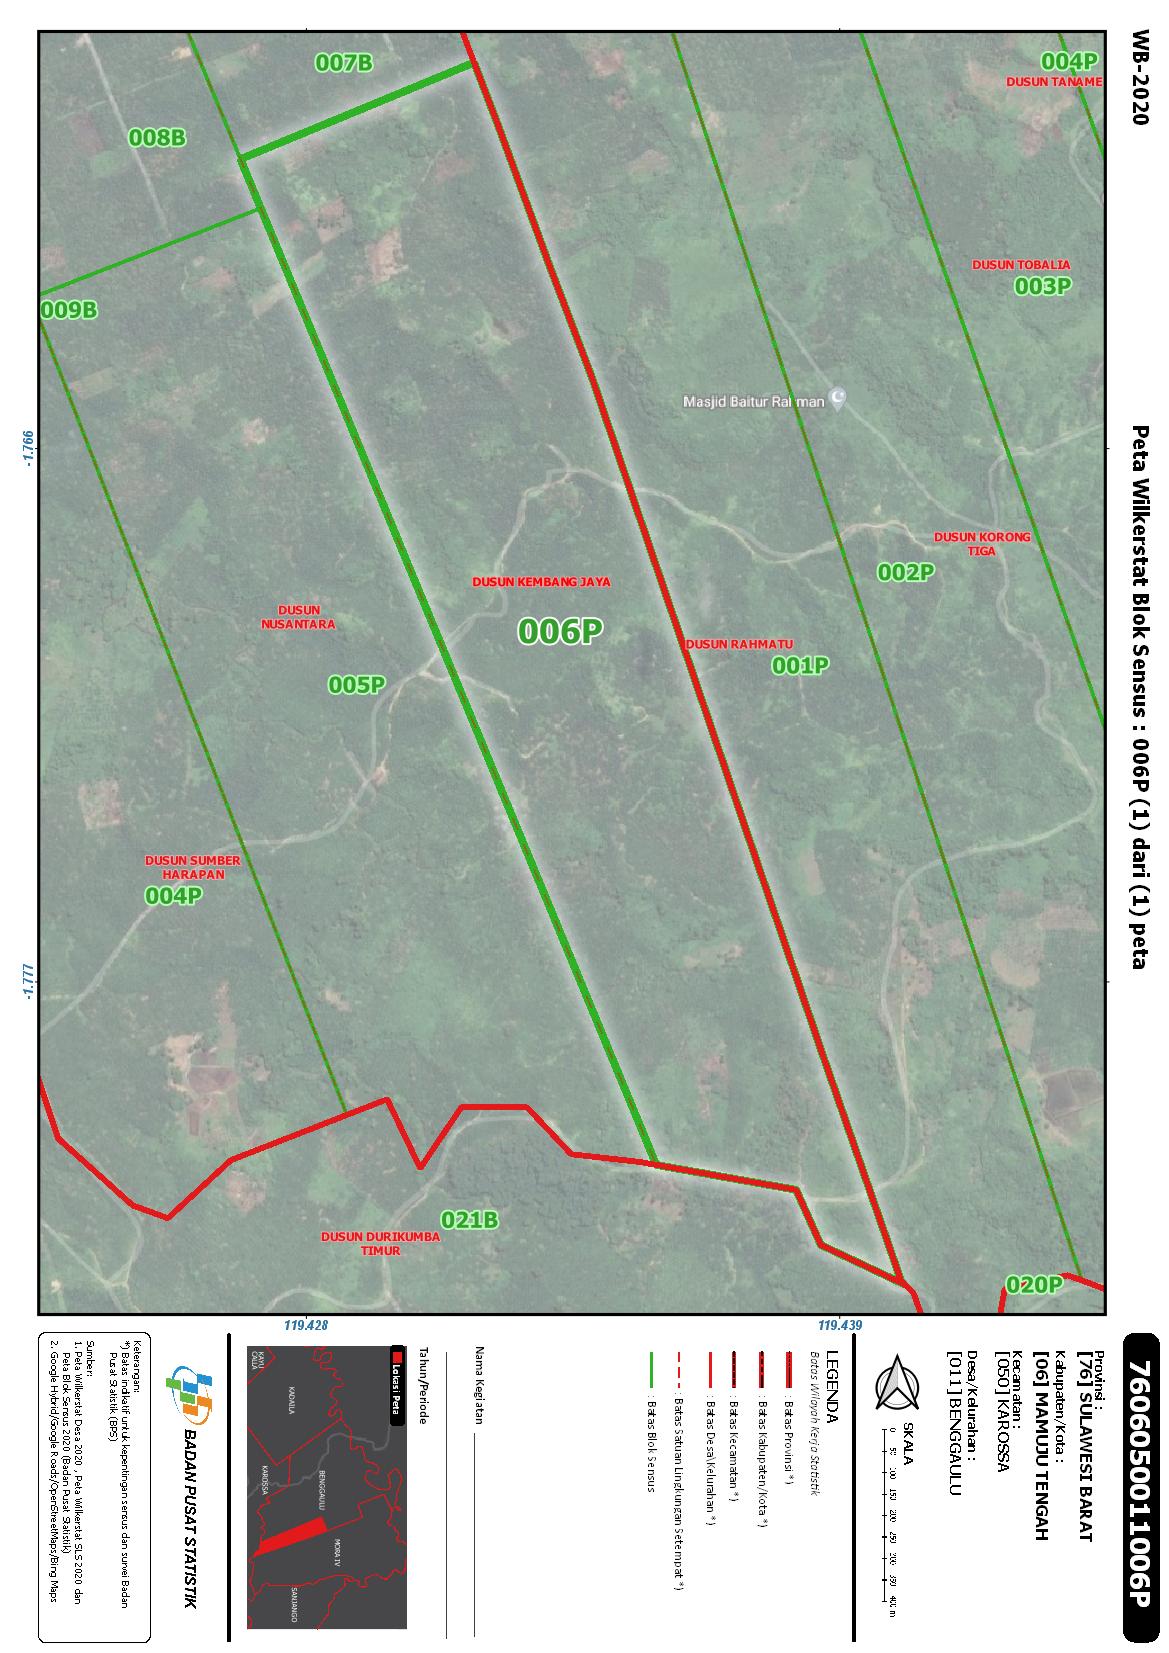 WB-2020
Peta Wilkerstat Blok Sensus : 006P (1) dari (1) peta
7606050011006P
007B
008B
009B
004P
DUSUN TANAME
DUSUN TOBALIA
003P
Masjid Baitur Rahman
DUSUN KORONG
TIGA
002P
DUSUN KEMBANG JAYA
006P
DUSUN RAHMATU
001P
DUSUN
NUSANTARA
005P
DUSUN SUMBER
HARAPAN
004P
021B
DUSUN DURIKUMBA
TIMUR
020P
-1.766
-1.777
119.428
119.439
Provinsi :
[76] SULAWESI BARAT
Kabupaten/Kota :
[06] MAMUJU TENGAH
Kecamatan :
[050] KAROSSA
Desa/Kelurahan :
[011] BENGGAULU
SKALA
0 50 100 150 200 250 300 350 400 m
LEGENDA
Batas Wilayah Kerja Statistik
: Batas Provinsi *)
: Batas Kabupaten/Kota *)
: Batas Kecamatan *)
: Batas Desa\Kelurahan *)
: Batas Satuan Lingkungan Setempat *)
: Batas Blok Sensus
Nama Kegiatan
Tahun/Periode
Lokasi Peta
KAYU
CALLA
KADAILA
KAROSSA
BENGGAULU
MORA IV
SANJANGO
BADAN PUSAT STATISTIK
Keterangan:
*) Batas indikatif untuk kepentingan sensus dan survei Badan
Pusat Statistik (BPS)
Sumber:
1. Peta Wilkerstat Desa 2020 , Peta Wilkerstat SLS 2020 dan
Peta Blok Sensus 2020 (Badan Pusat Statistik)
2. Google Hybrid/Google Roads/OpenStreetMaps/Bing Maps